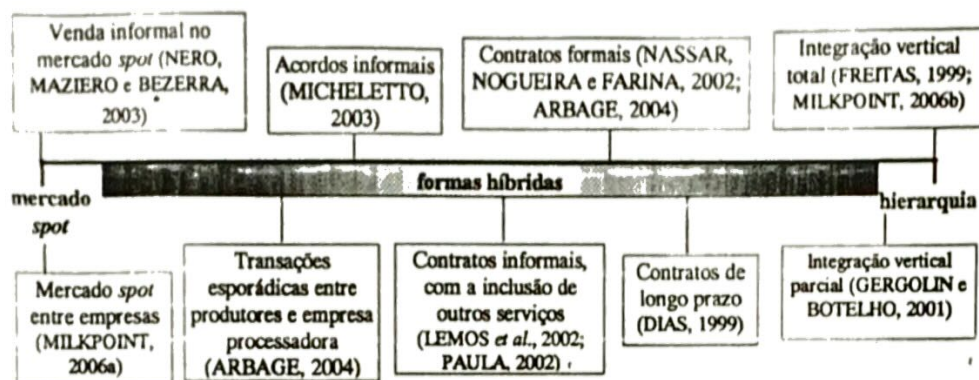 Venda informal no
mercado spot (NERO,
MAZIERO e BEZERRA,
2003)
Acordos informais
(MICHELETTO,
2003)
Contratos formais (NASSAR,
NOGUEIRA e FARINA, 2002;
ARBAGE, 2004)
Integração vertical
total (FREITAS, 1999;
MILKPOINT, 2006b)
mercado
spot
formas híbridas
hierarquia
Mercado spot
entre empresas
(MILKPOINT,
2006a)
Transações
esporádicas entre
produtores e empresa
processadora
(ARBAGE, 2004)
Contratos informais,
com a inclusão de
outros serviços
(LEMOS et al., 2002;
PAULA, 2002)
Contratos de
longo prazo
(DIAS, 1999)
Integração vertical
parcial (GERGOLIN e
BOTELHO, 2001)